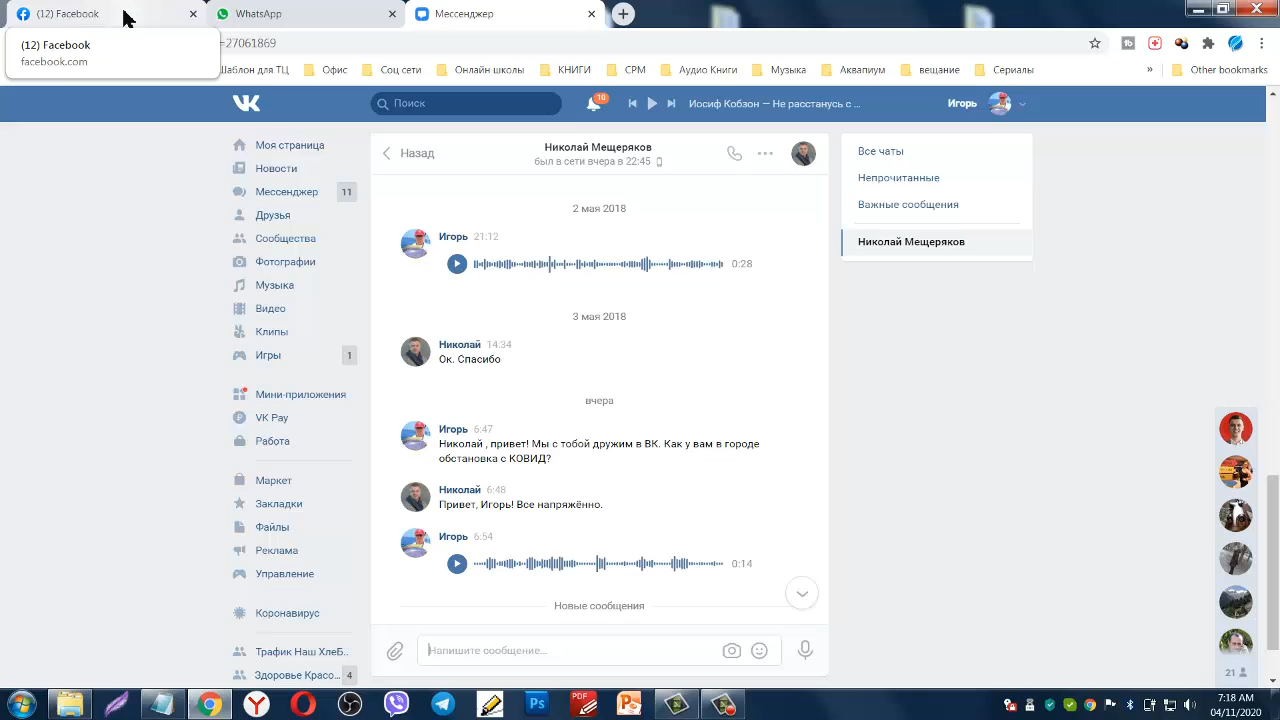 (12) Facebook
WhatsApp
Мессенджер
(12) Facebook
facebook.com
=27061869
Шаблон для ТЦ
Офис
Соц сети
Онлайн школы
КНИГИ
СРМ
Аудио Книги
Музыка
Аквапиум
вещание
Сериалы
»
Other bookmarks
Поиск
10
Иосиф Кобзон — Не расстанусь с ...
Игорь
Моя страница
Новости
Мессенджер 11
Друзья
Сообщества
Фотографии
Музыка
Видео
Клипы
Игры 1
Мини-приложения
VK Pay
Работа
Маркет
Закладки
Файлы
Реклама
Управление
Коронавирус
Трафик Наш ХлеБ..
Здоровье Красо... 4
Назад
Николай Мещеряков
был в сети вчера в 22:45
2 мая 2018
Игорь 21:12
0:28
3 мая 2018
Николай 14:34
Ок. Спасибо
вчера
Игорь 6:47
Николай , привет! Мы с тобой дружим в ВК. Как у вам в городе
обстановка с КОВИД?
Николай 6:48
Привет, Игорь! Все напряжённо.
Игорь 6:54
0:14
Новые сообщения
Напишите сообщение...
Все чаты
Непрочитанные
Важные сообщения
Николай Мещеряков
21
PDF
Ps
7:18 AM
04/11/2020